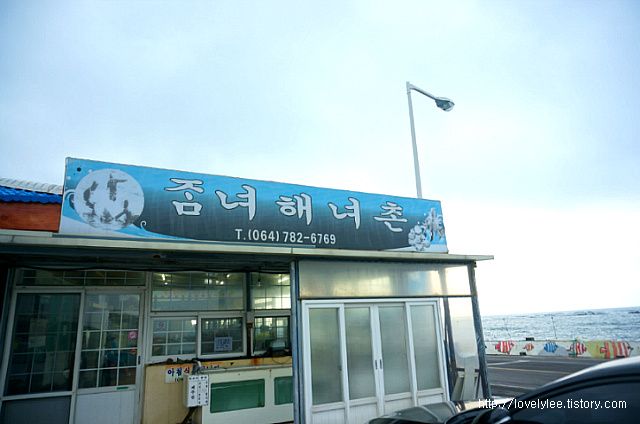 좀녀해녀촌
T.(064) 782-6769
http://lovelylee.tistory.com